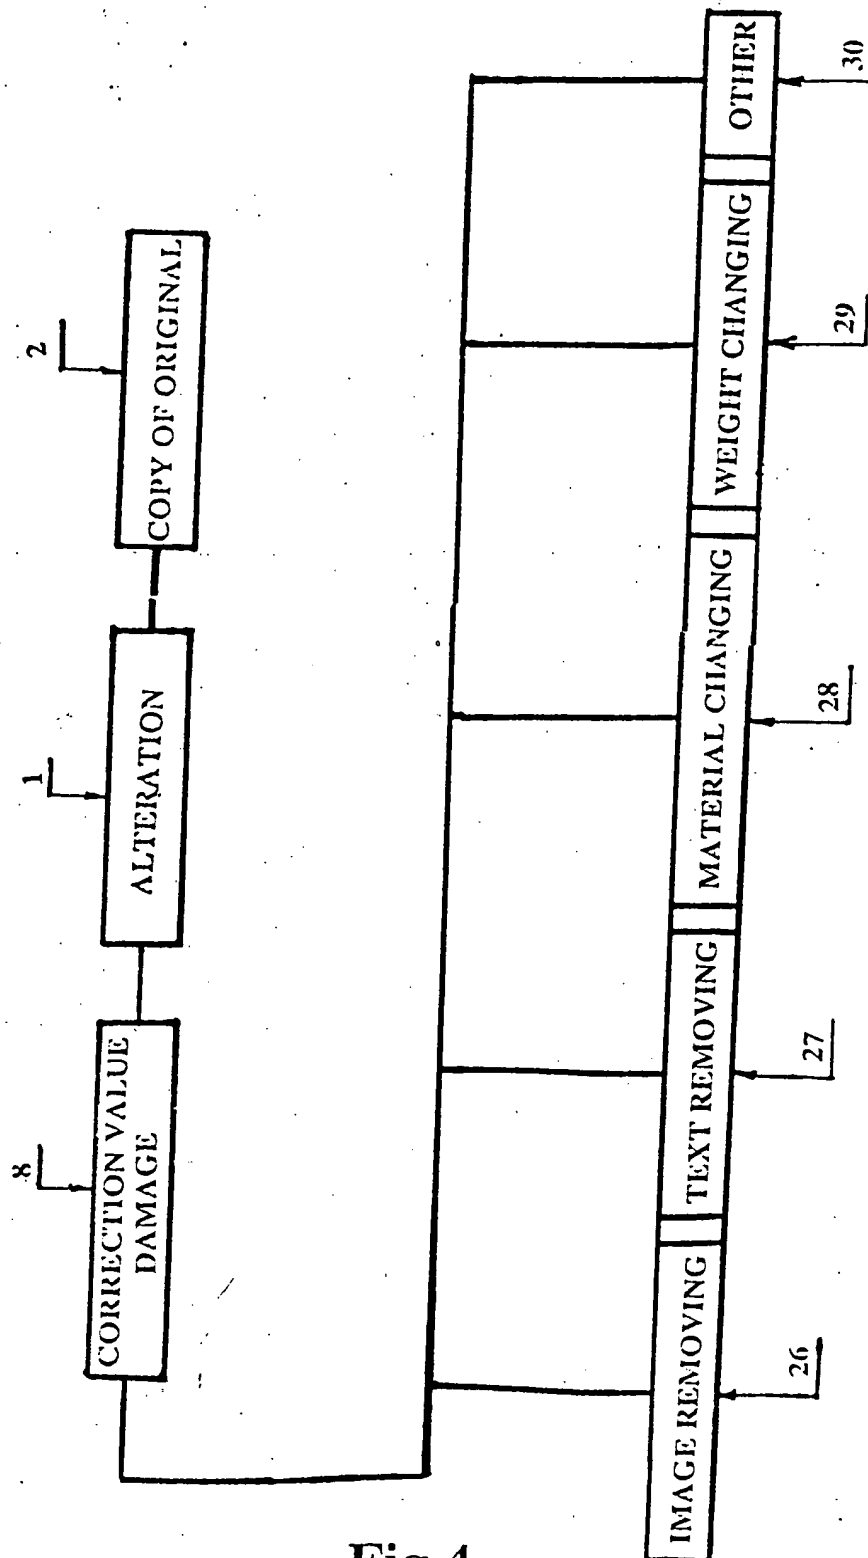 8
1
2
CORRECTION VALUE
DAMAGE
ALTERATION
COPY OF ORIGINAL
IMAGE REMOVING
TEXT REMOVING
MATERIAL CHANGING
WEIGHT CHANGING
OTHER
26
27
28
29
30
Fig.4